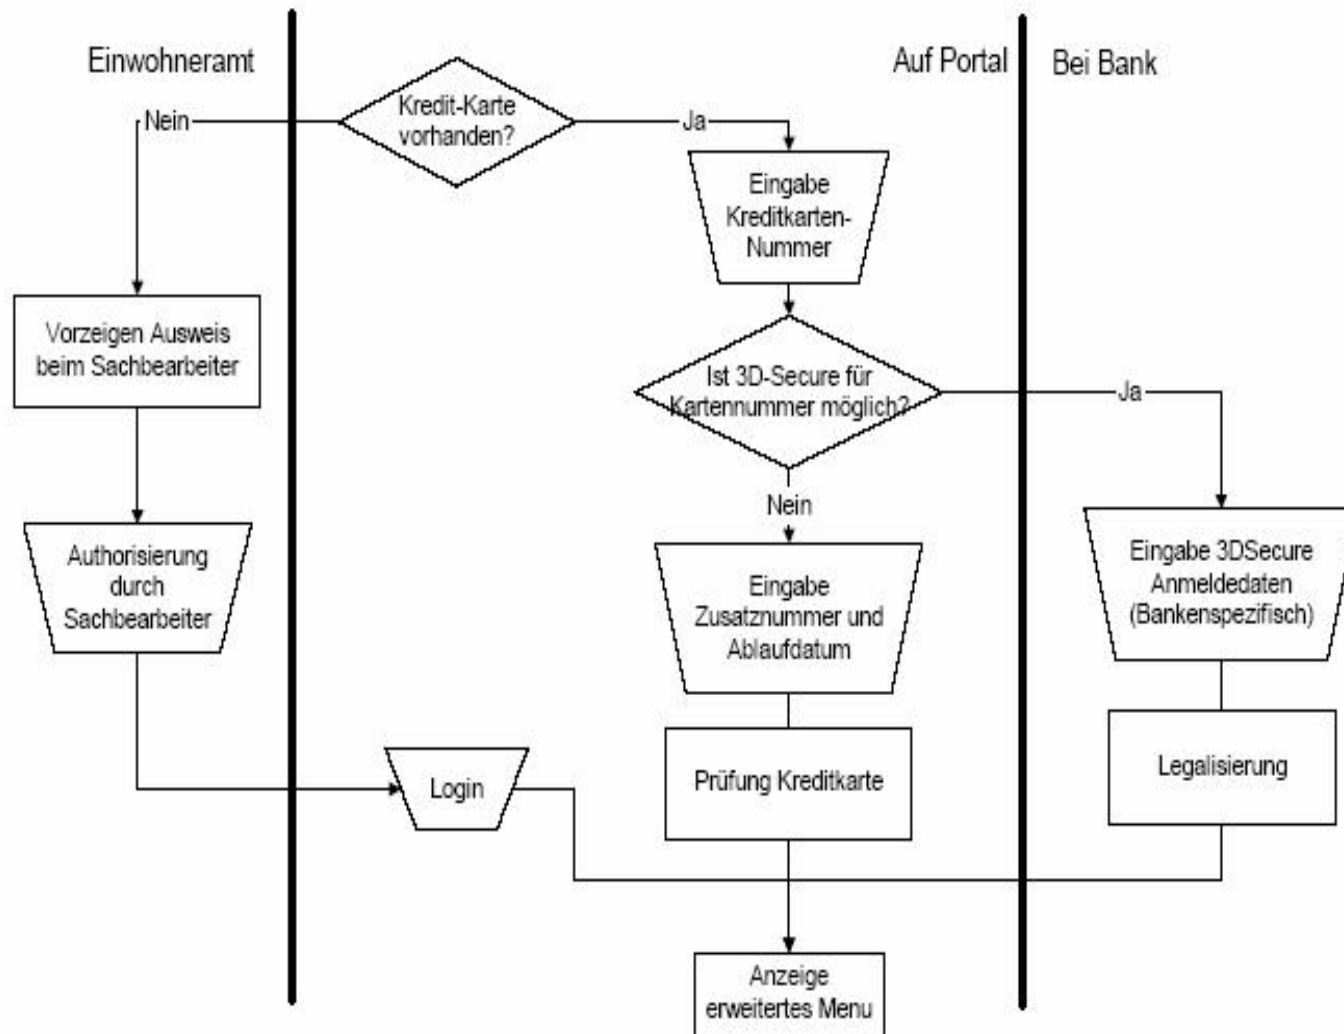 Einwohneramt
Auf Portal
Bei Bank
Kredit-Karte
vorhanden?
Nein
Ja
Eingabe
Kreditkarten-
Nummer
Vorzeigen Ausweis
beim Sachbearbeiter
Ist 3D-Secure für
Kartennummer möglich?
Ja
Nein
Authorisierung
durch
Sachbearbeiter
Eingabe
Zusatznummer und
Ablaufdatum
Eingabe 3DSecure
Anmeldedaten
(Bankenspezifisch)
Login
Prüfung Kreditkarte
Legalisierung
Anzeige
erweitertes Menu